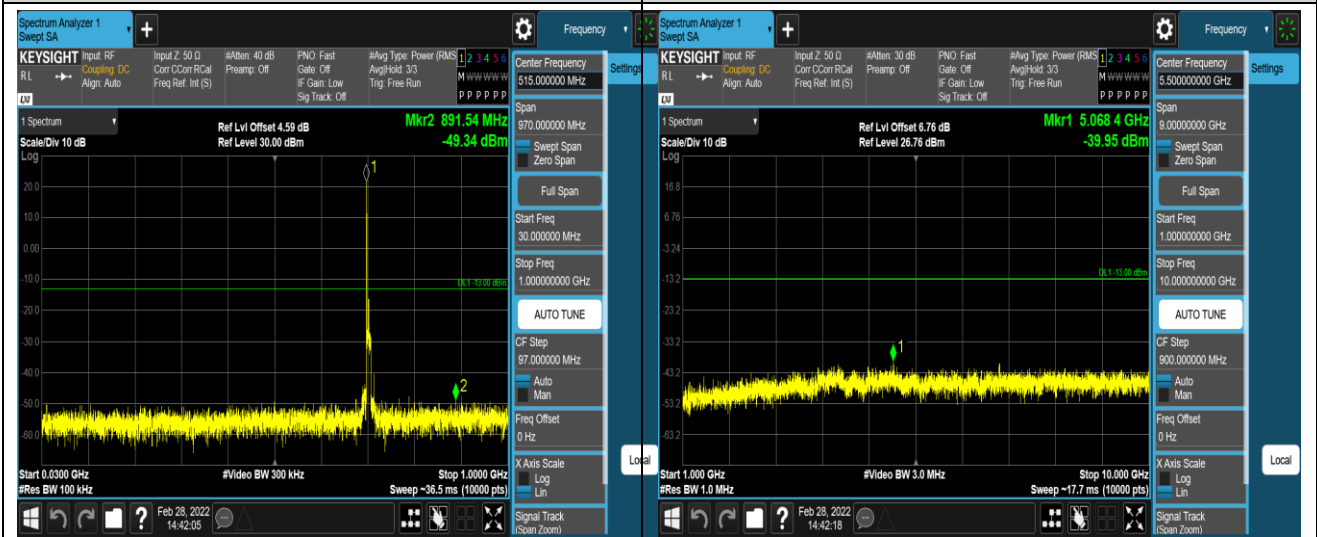 Spectrum Analyzer 1
Swept SA
Frequency
KEYSIGHT
RL
LXI
Input: RF
Coupling: DC
Align: Auto
Input Z: 50 Ω
Corr CCorr RCal
Freq Ref: Int (S)
#Atten: 40 dB
Preamp: Off
PNO: Fast
Gate: Off
IF Gain: Low
Sig Track: Off
#Avg Type: Power (RMS
Avg|Hold: 3/3
Trig: Free Run
1 2 3 4 5 6
M W W W W W
P P P P P P
Center Frequency
515.000000 MHz
Settings
1 Spectrum
Scale/Div 10 dB
Log
Ref Lvl Offset 4.59 dB
Ref Level 30.00 dBm
Mkr2 891.54 MHz
-49.34 dBm
1
20.0
10.0
0.00
-10.0
DL1 -13.00 dBm
-20.0
-30.0
-40.0
2
-50.0
-60.0
Span
970.000000 MHz
Swept Span
Zero Span
Full Span
Start Freq
30.000000 MHz
Stop Freq
1.000000000 GHz
AUTO TUNE
CF Step
97.000000 MHz
Auto
Man
Freq Offset
0 Hz
X Axis Scale
Log
Lin
Local
Signal Track
(Span Zoom)
Start 0.0300 GHz
#Res BW 100 kHz
#Video BW 300 kHz
Stop 1.0000 GHz
Sweep ~36.5 ms (10000 pts)
?
Feb 28, 2022
14:42:05
Spectrum Analyzer 1
Swept SA
Frequency
KEYSIGHT
RL
LXI
Input: RF
Coupling: DC
Align: Auto
Input Z: 50 Ω
Corr CCorr RCal
Freq Ref: Int (S)
#Atten: 30 dB
Preamp: Off
PNO: Fast
Gate: Off
IF Gain: Low
Sig Track: Off
#Avg Type: Power (RMS
Avg|Hold: 3/3
Trig: Free Run
1 2 3 4 5 6
M W W W W W
P P P P P P
Center Frequency
5.500000000 GHz
Settings
1 Spectrum
Scale/Div 10 dB
Log
Ref Lvl Offset 6.76 dB
Ref Level 26.76 dBm
Mkr1 5.068 4 GHz
-39.95 dBm
16.8
6.76
-3.24
-13.2
DL1 -13.00 dBm
-23.2
-33.2
1
-43.2
-53.2
-63.2
Span
9.00000000 GHz
Swept Span
Zero Span
Full Span
Start Freq
1.000000000 GHz
Stop Freq
10.000000000 GHz
AUTO TUNE
CF Step
900.000000 MHz
Auto
Man
Freq Offset
0 Hz
X Axis Scale
Log
Lin
Local
Signal Track
(Span Zoom)
Start 1.000 GHz
#Res BW 1.0 MHz
#Video BW 3.0 MHz
Stop 10.000 GHz
Sweep ~17.7 ms (10000 pts)
?
Feb 28, 2022
14:42:18